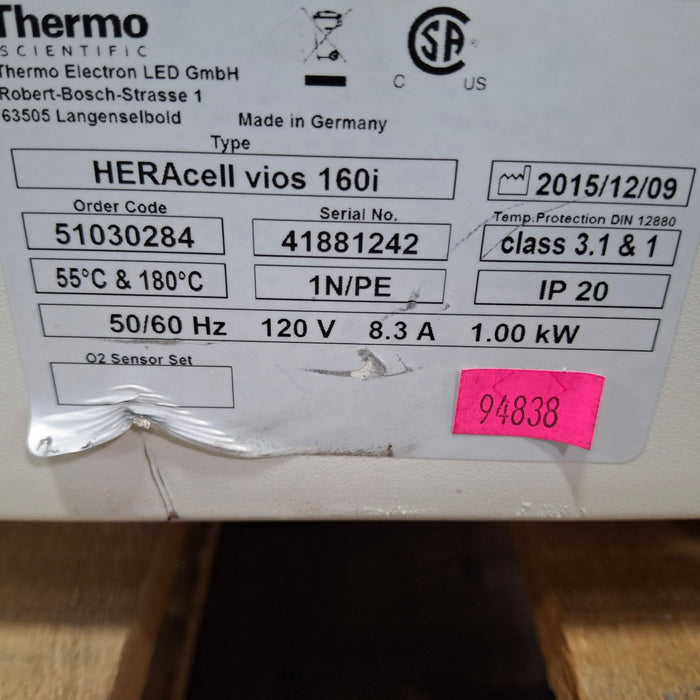 Thermo
SCIENTIFIC
Thermo Electron LED GmbH
Robert-Bosch-Strasse 1
63505 Langenselbold
Made in Germany
SA
C US
Type
HERAcell vios 160i
2015/12/09
Order Code
Serial No.
Temp.Protection DIN 12880
51030284
41881242
class 3.1 & 1
55°C & 180°C
1N/PE
IP 20
50/60 Hz 120 V 8.3 A 1.00 kW
O2 Sensor Set
94838